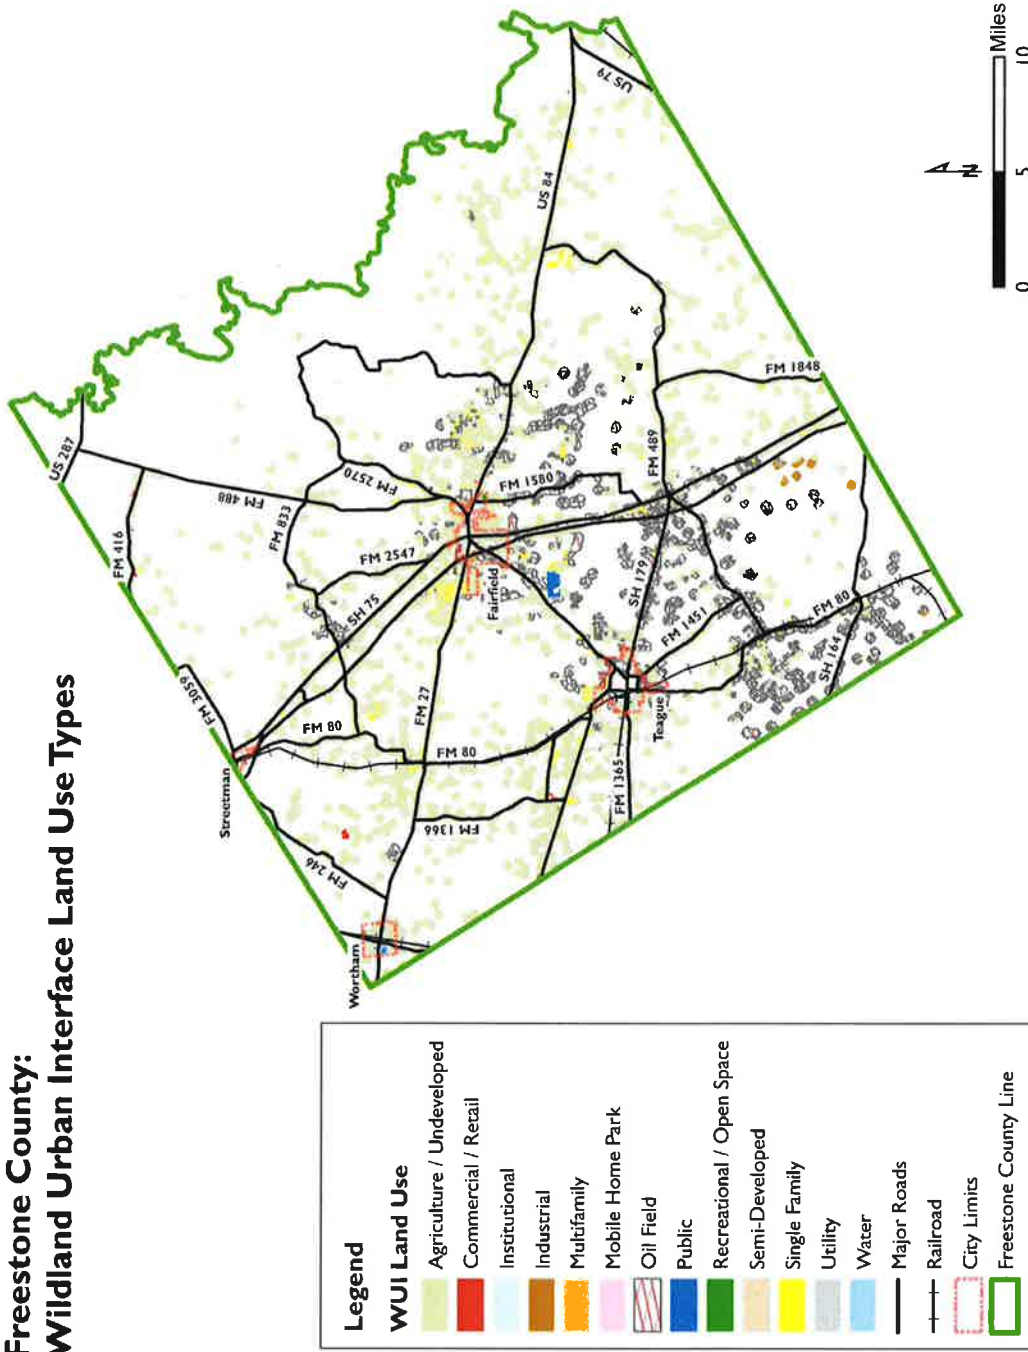 Freestone County:
Wildland Urban Interface Land Use Types
Legend
WUI Land Use
Agriculture / Undeveloped
Commercial / Retail
Institutional
Industrial
Multifamily
Mobile Home Park
Oil Field
Public
Recreational / Open Space
Semi-Developed
Single Family
Utility
Water
Major Roads
Railroad
City Limits
Freestone County Line
Wortham
Streetman
Fairfield
Teague
FM 246
FM 3059
FM 416
US 287
FM 488
FM 833
FM 2570
FM 2547
SH 75
FM 27
FM 80
FM 80
FM 1366
FM 1365
FM 1580
US 84
US 79
FM 489
FM 1848
SH 179
FM 1451
FM 80
SH 164
N
0
5
10
Miles